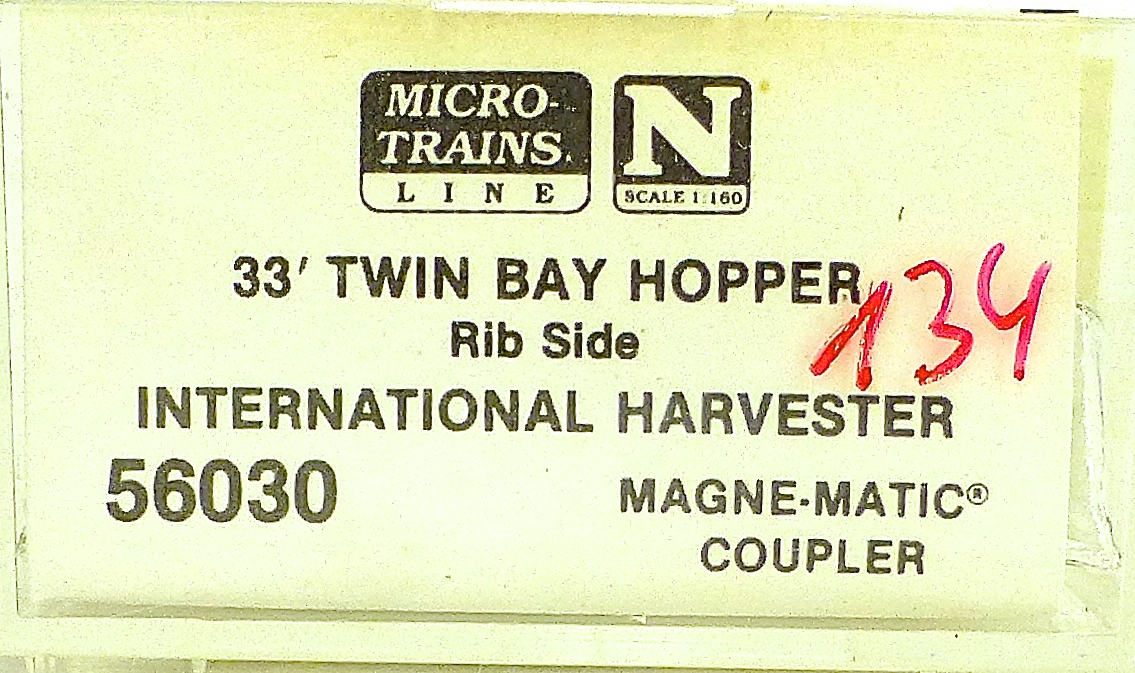 MICRO-
TRAINS
LINE
N
SCALE 1:160
33' TWIN BAY HOPPER
134
Rib Side
INTERNATIONAL HARVESTER
56030
MAGNE-MATIC®
COUPLER